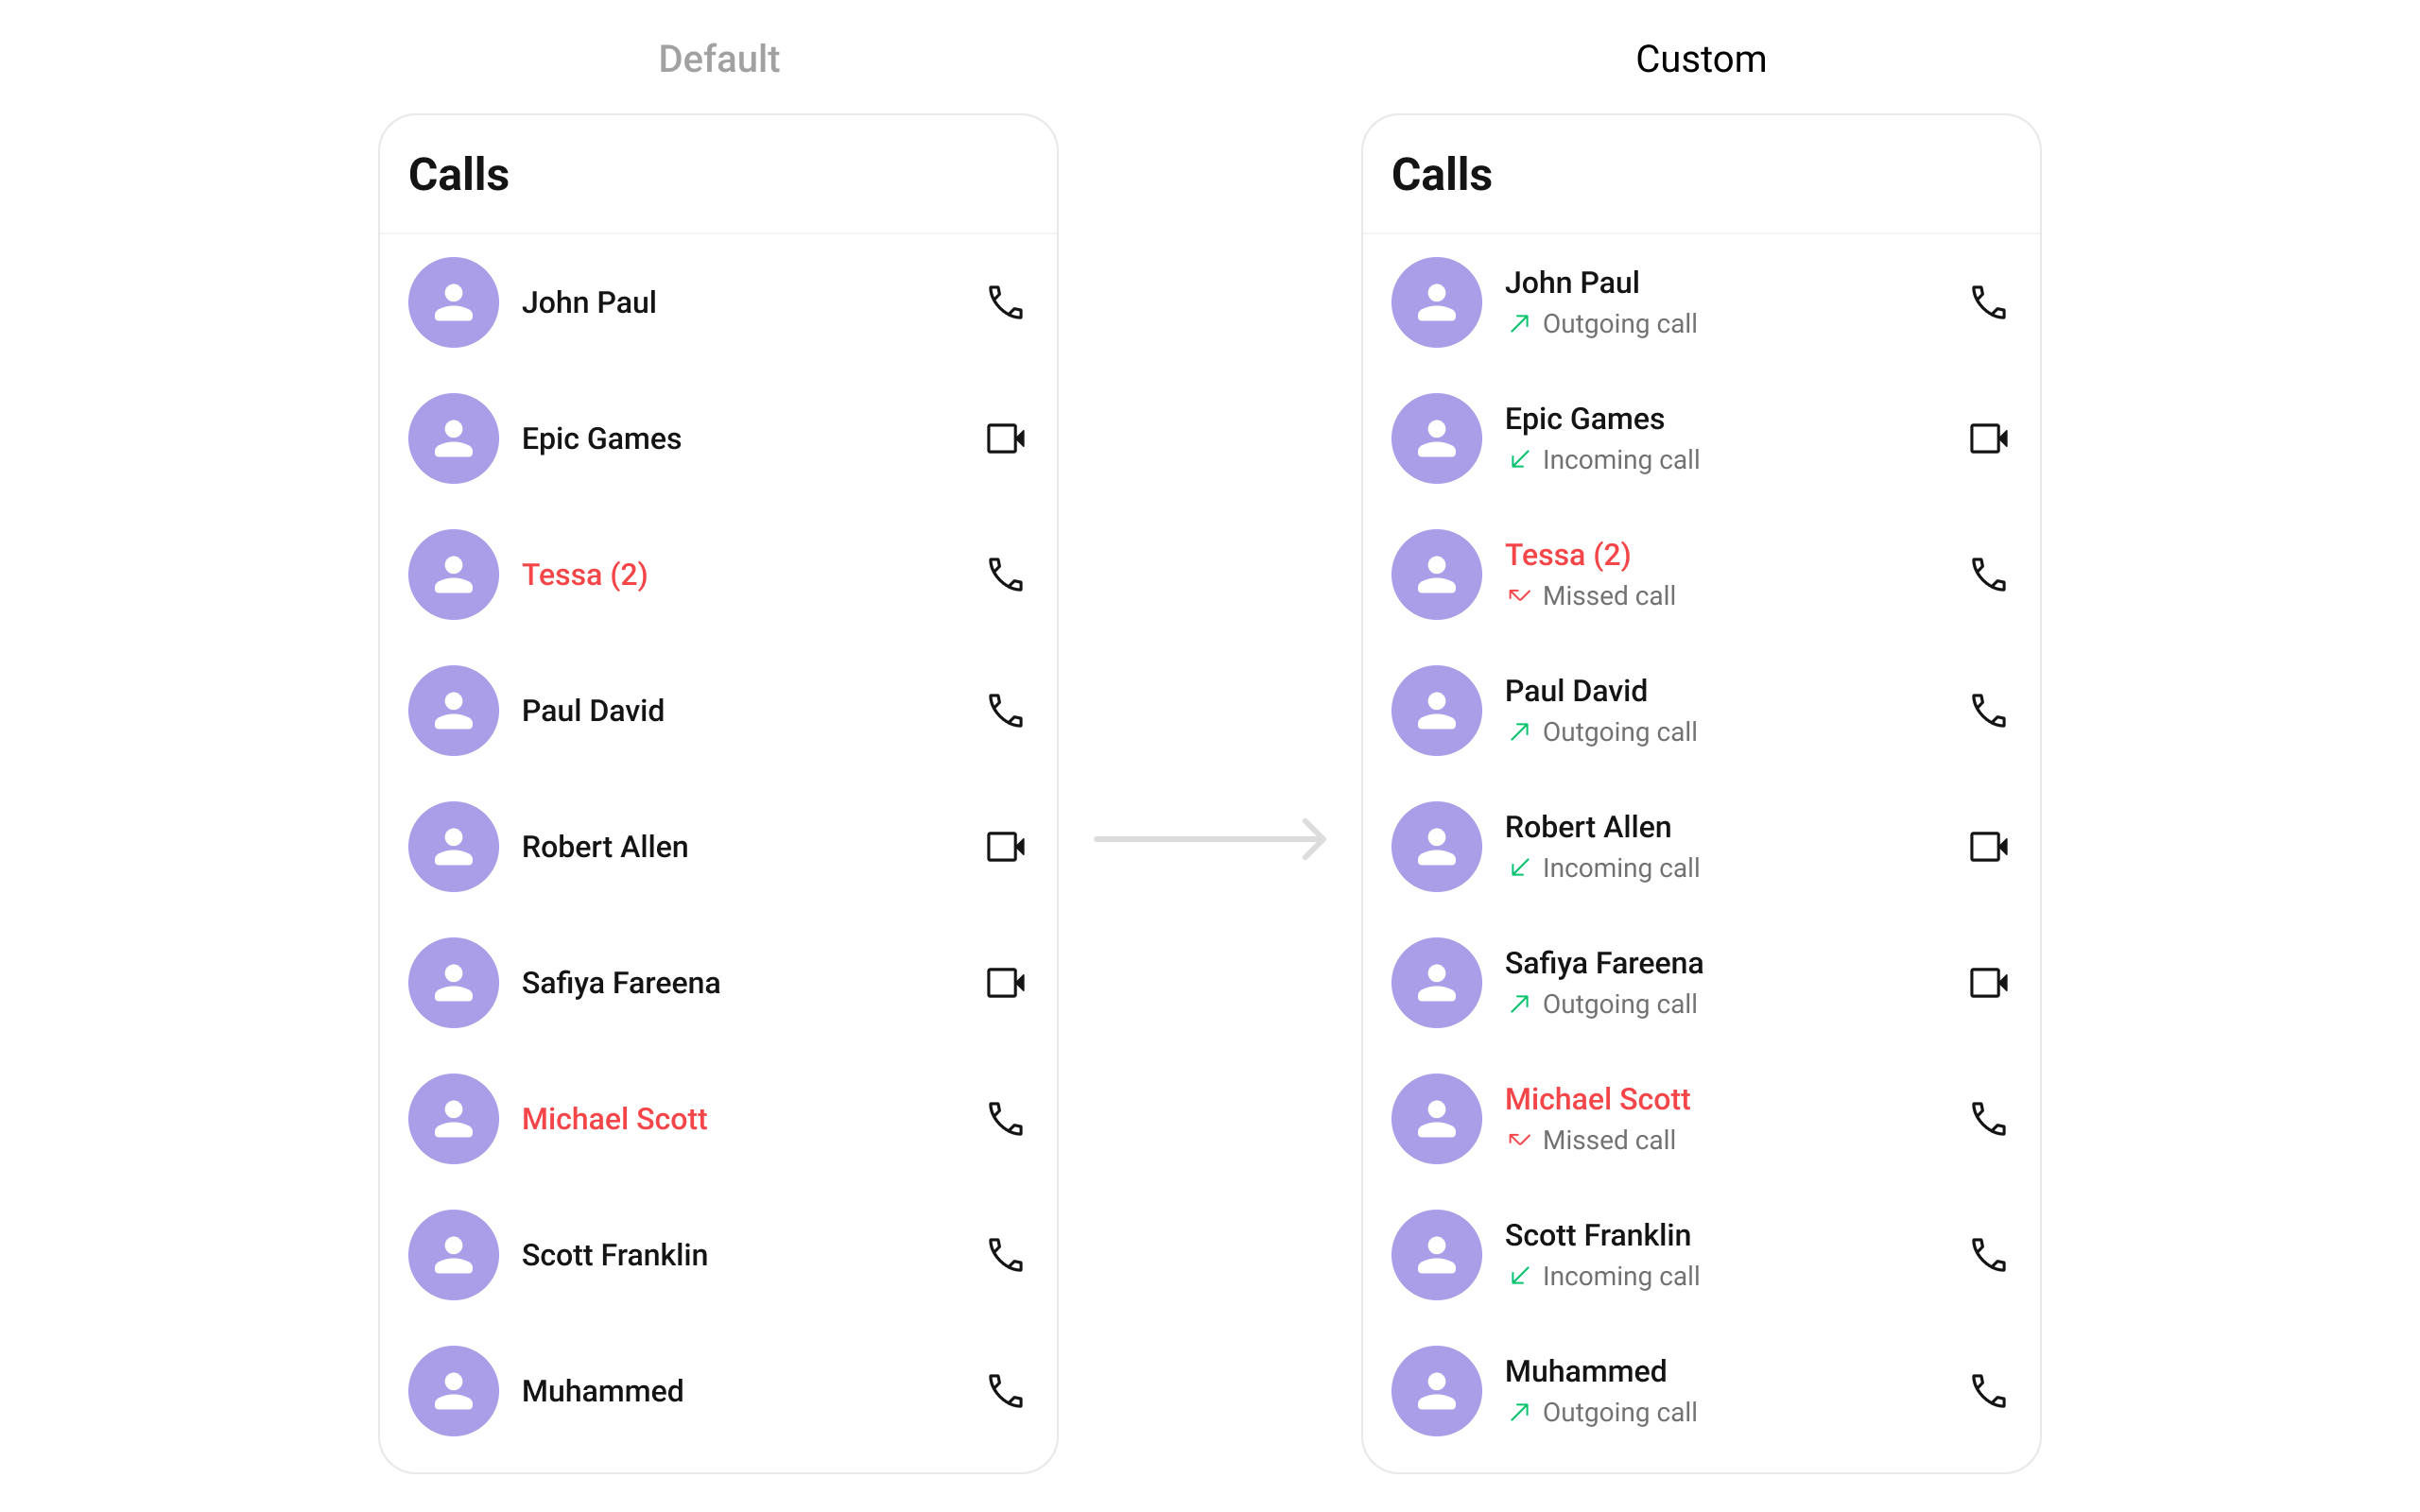 Default
Calls
John Paul
Epic Games
Tessa (2)
Paul David
Robert Allen
Safiya Fareena
Michael Scott
Scott Franklin
Muhammed
Custom
Calls
John Paul
Outgoing call
Epic Games
Incoming call
Tessa (2)
Missed call
Paul David
Outgoing call
Robert Allen
Incoming call
Safiya Fareena
Outgoing call
Michael Scott
Missed call
Scott Franklin
Incoming call
Muhammed
Outgoing call